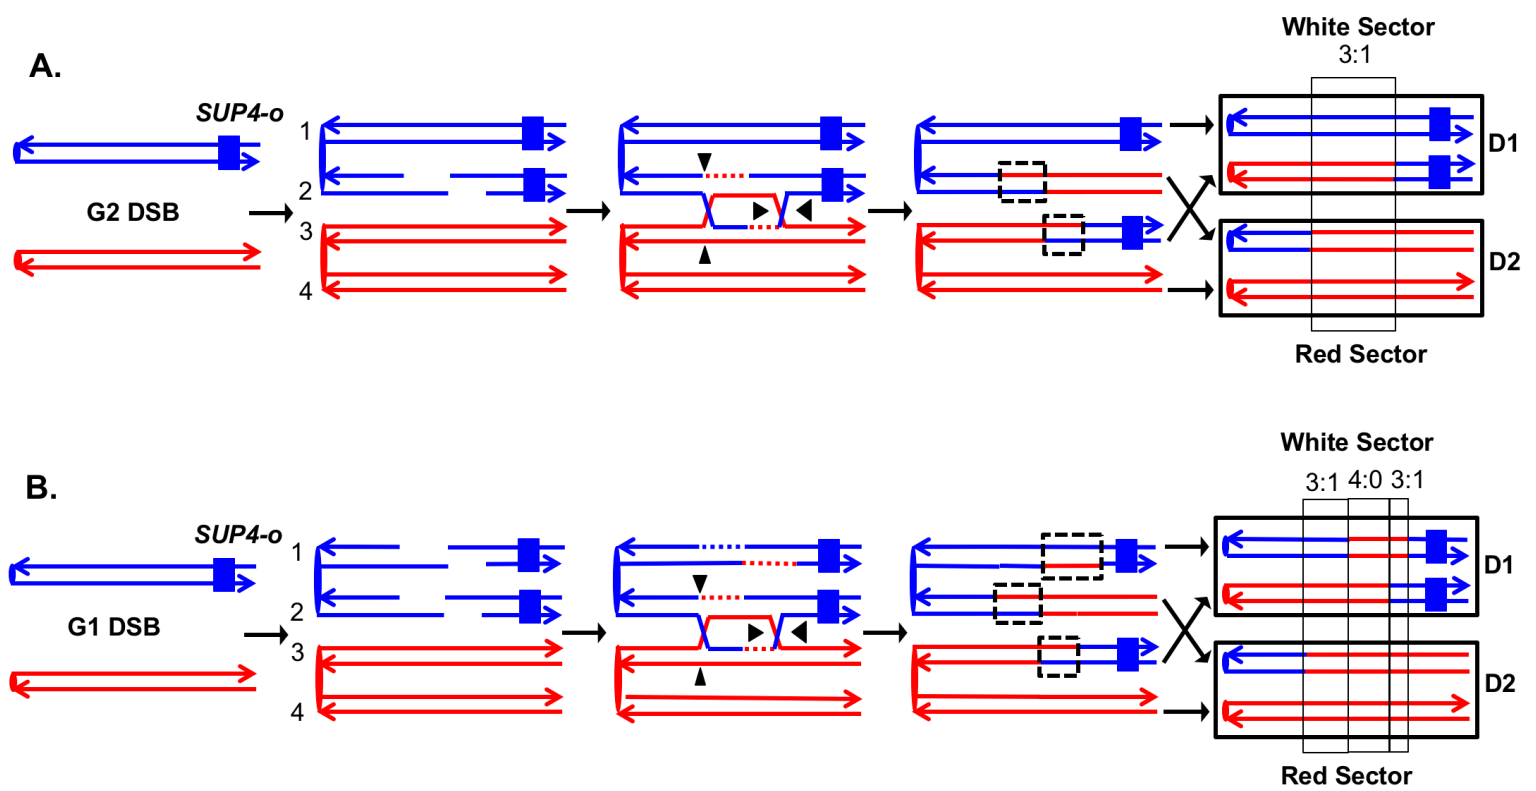 A.
White Sector
3:1
SUP4-o
1
D1
2
G2 DSB
3
D2
4
Red Sector
B.
White Sector
3:1 4:0 3:1
SUP4-o
1
D1
2
G1 DSB
3
D2
4
Red Sector